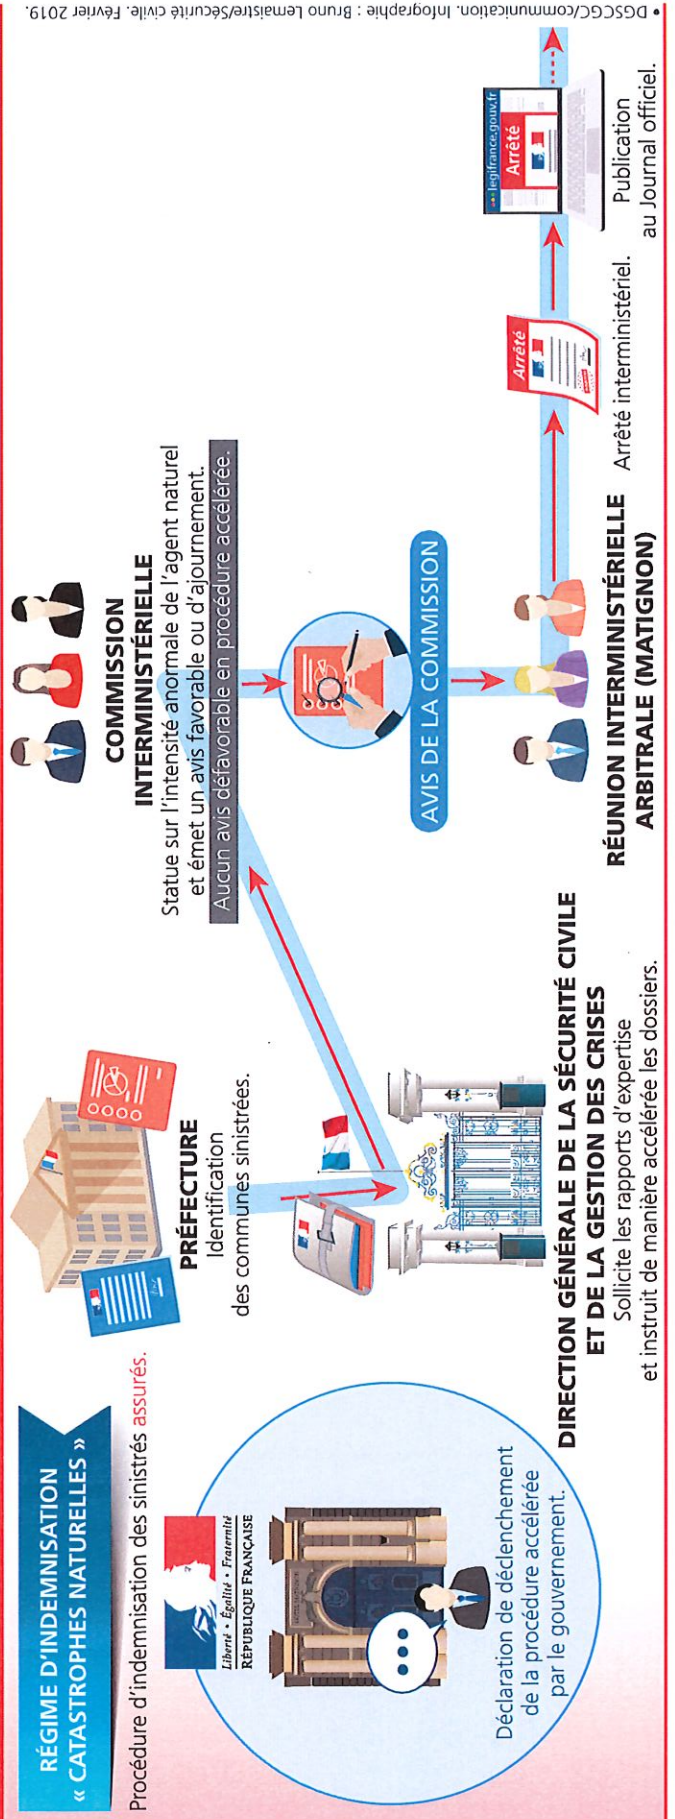 RÉGIME D'INDEMNISATION
« CATASTROPHES NATURELLES »
Procédure d'indemnisation des sinistrés assurés.
Liberté • Égalité • Fraternité
RÉPUBLIQUE FRANÇAISE
Déclaration de déclenchement
de la procédure accélérée
par le gouvernement.
PRÉFECTURE
Identification
des communes sinistrées.
DIRECTION GÉNÉRALE DE LA SÉCURITÉ CIVILE
ET DE LA GESTION DES CRISES
Sollicite les rapports d'expertise
et instruit de manière accélérée les dossiers.
COMMISSION
INTERMINISTÉRIELLE
Statue sur l'intensité anormale de l'agent naturel
et émet un avis favorable ou d'ajournement.
Aucun avis défavorable en procédure accélérée.
AVIS DE LA COMMISSION
RÉUNION INTERMINISTÉRIELLE
ARBITRALE (MATIGNON)
Arrêté
Arrêté interministériel.
legifrance.gouv.fr
Arrêté
Publication
au Journal officiel.
• DGSCGC/communication. Infographie : Bruno Lemaistre/Sécurité civile. Février 2019.